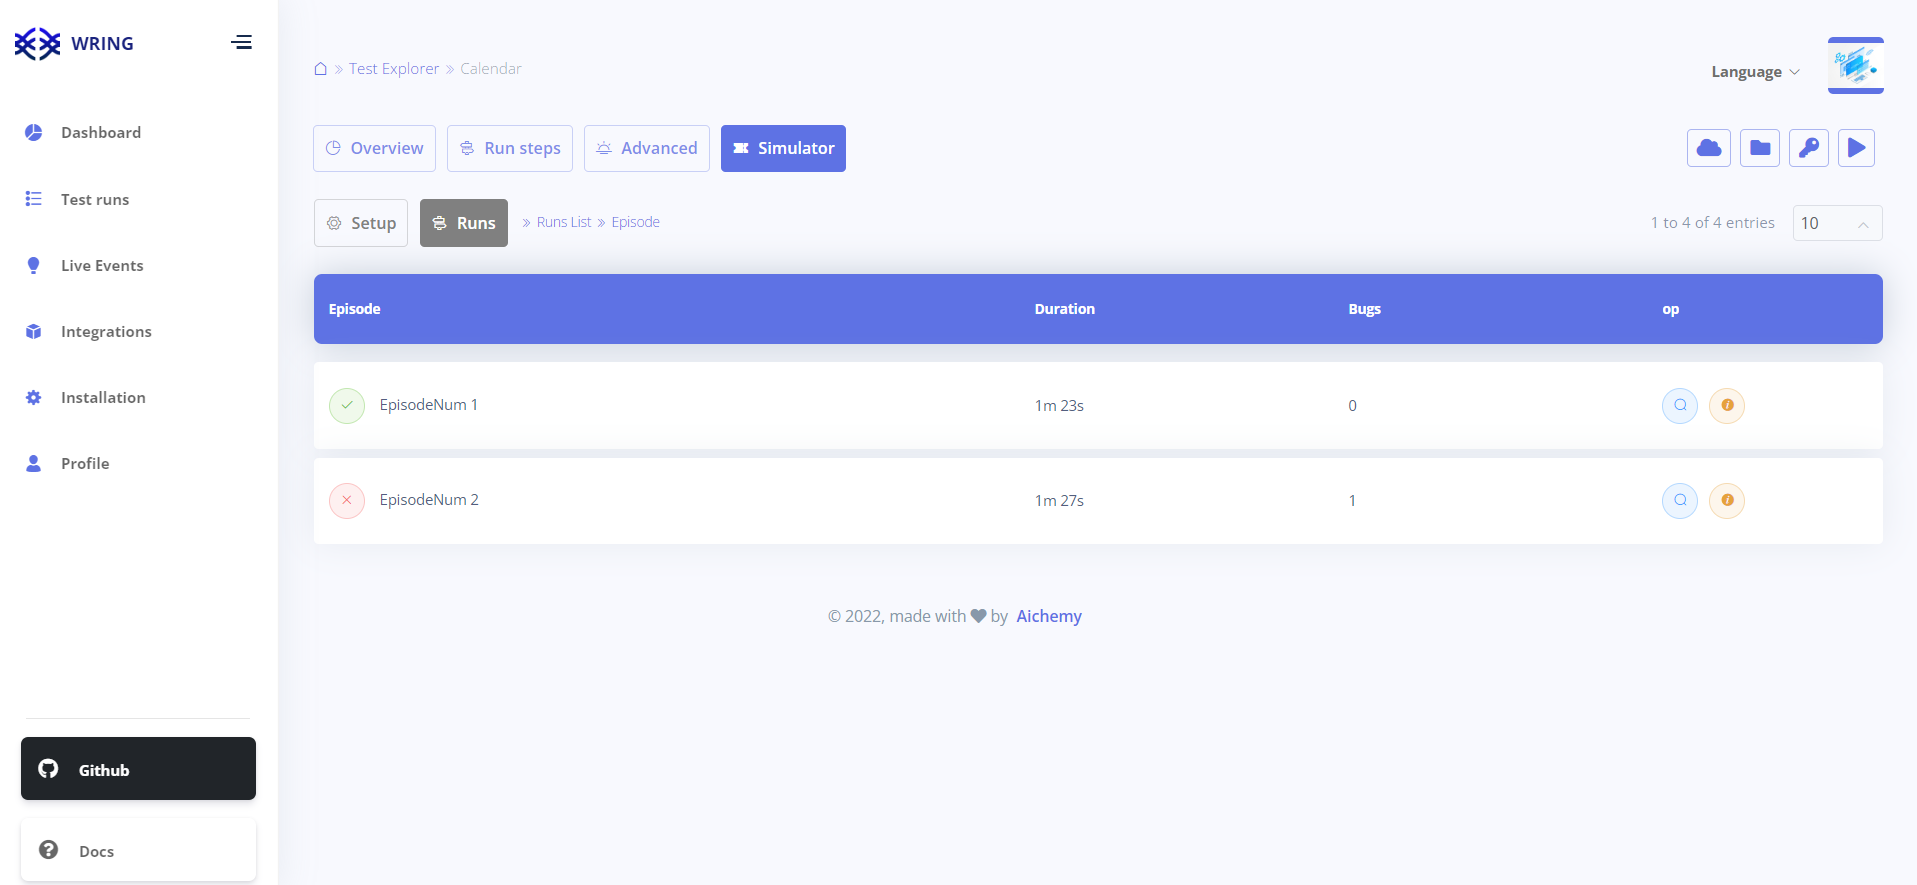 WRING
Test Explorer
Calendar
Language
Dashboard
Test runs
Live Events
Integrations
Installation
Profile
Github
Docs
Overview
Run steps
Advanced
Simulator
Setup
Runs
» Runs List » Episode
1 to 4 of 4 entries
10
Episode Duration Bugs op
EpisodeNum 1 1m 23s 0
EpisodeNum 2 1m 27s 1
© 2022, made with by Aichemy